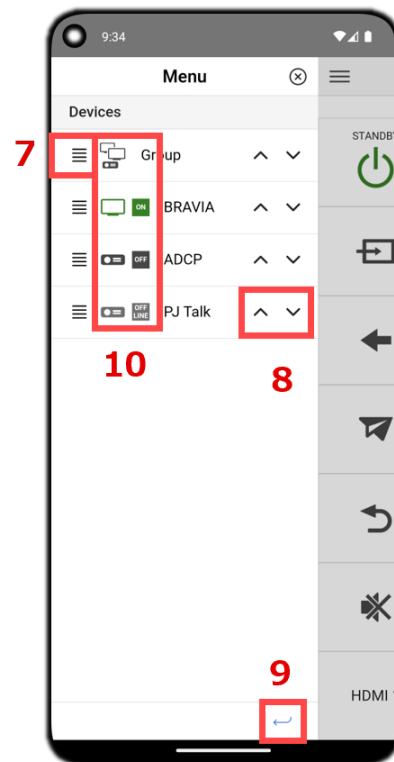 9:34
Menu
Devices
7
Group
ON BRAVIA
OFF ADCP
OFF LINE PJ Talk
10
8
9
STANDBY
HDMI